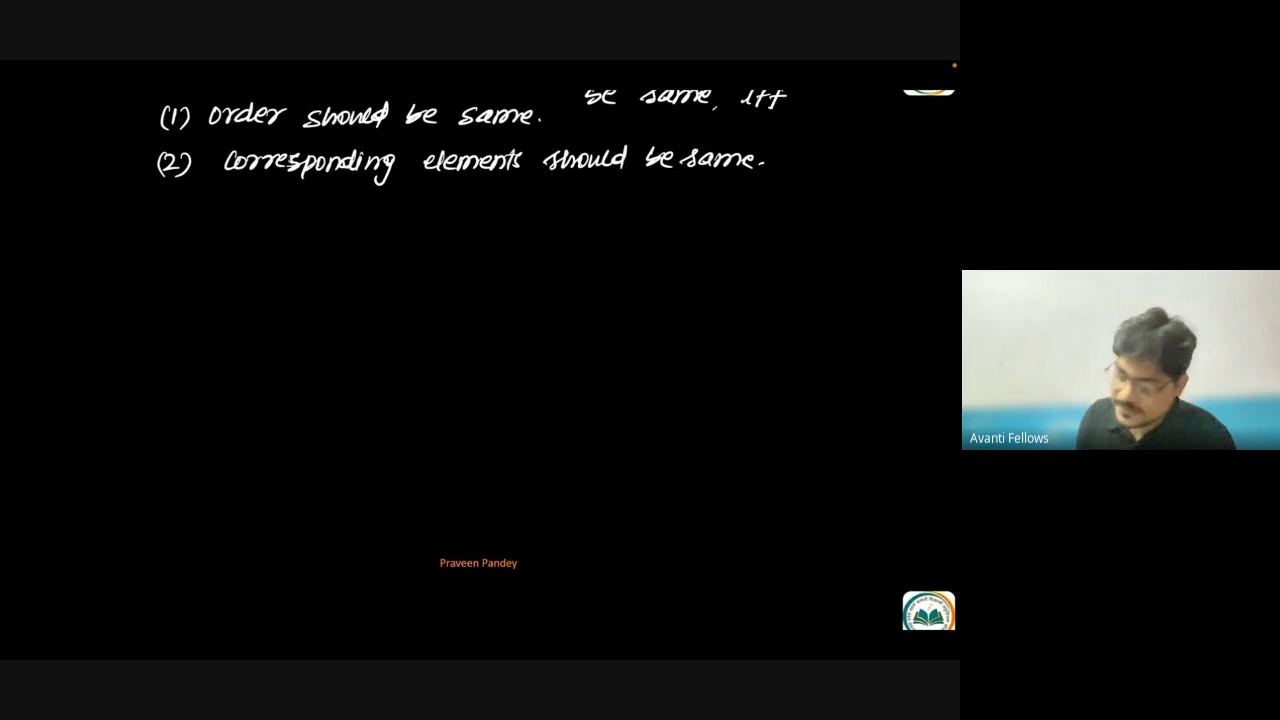 be same, iff
(1) Order should be same.
(2) Corresponding elements should be same.
Avanti Fellows
Praveen Pandey